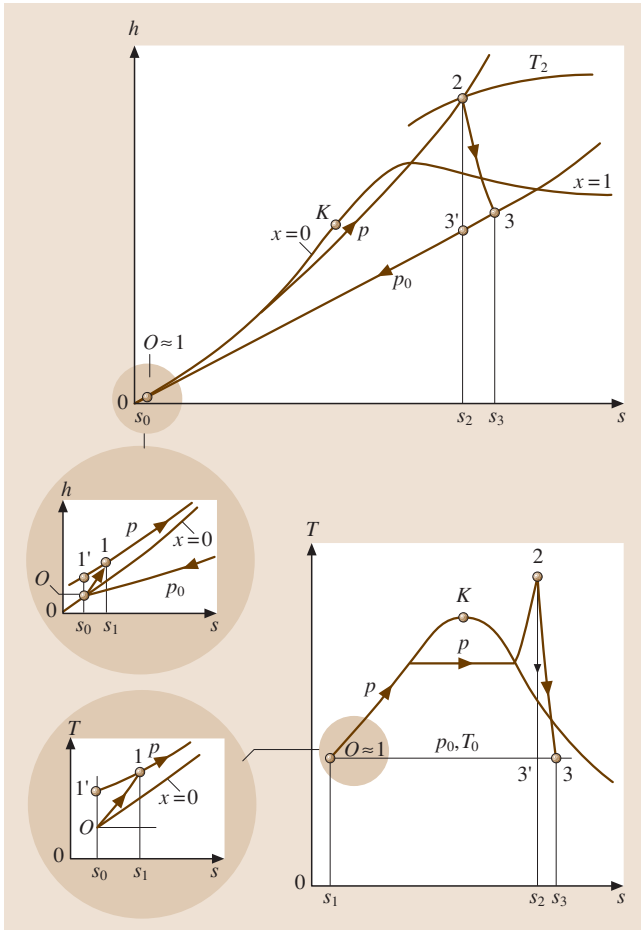 h
T₂
2
x=1
K
x=0
p
3'
3
p₀
O≈1
0
s₀
s₂
s₃
s
h
p
1
x=0
1'
O
p₀
0
s₀
s₁
s
T
2
K
p
p
O≈1
p₀, T₀
3'
3
0
s₁
s₂
s₃
s
T
1
p
1'
x=0
O
0
s₀
s₁
s